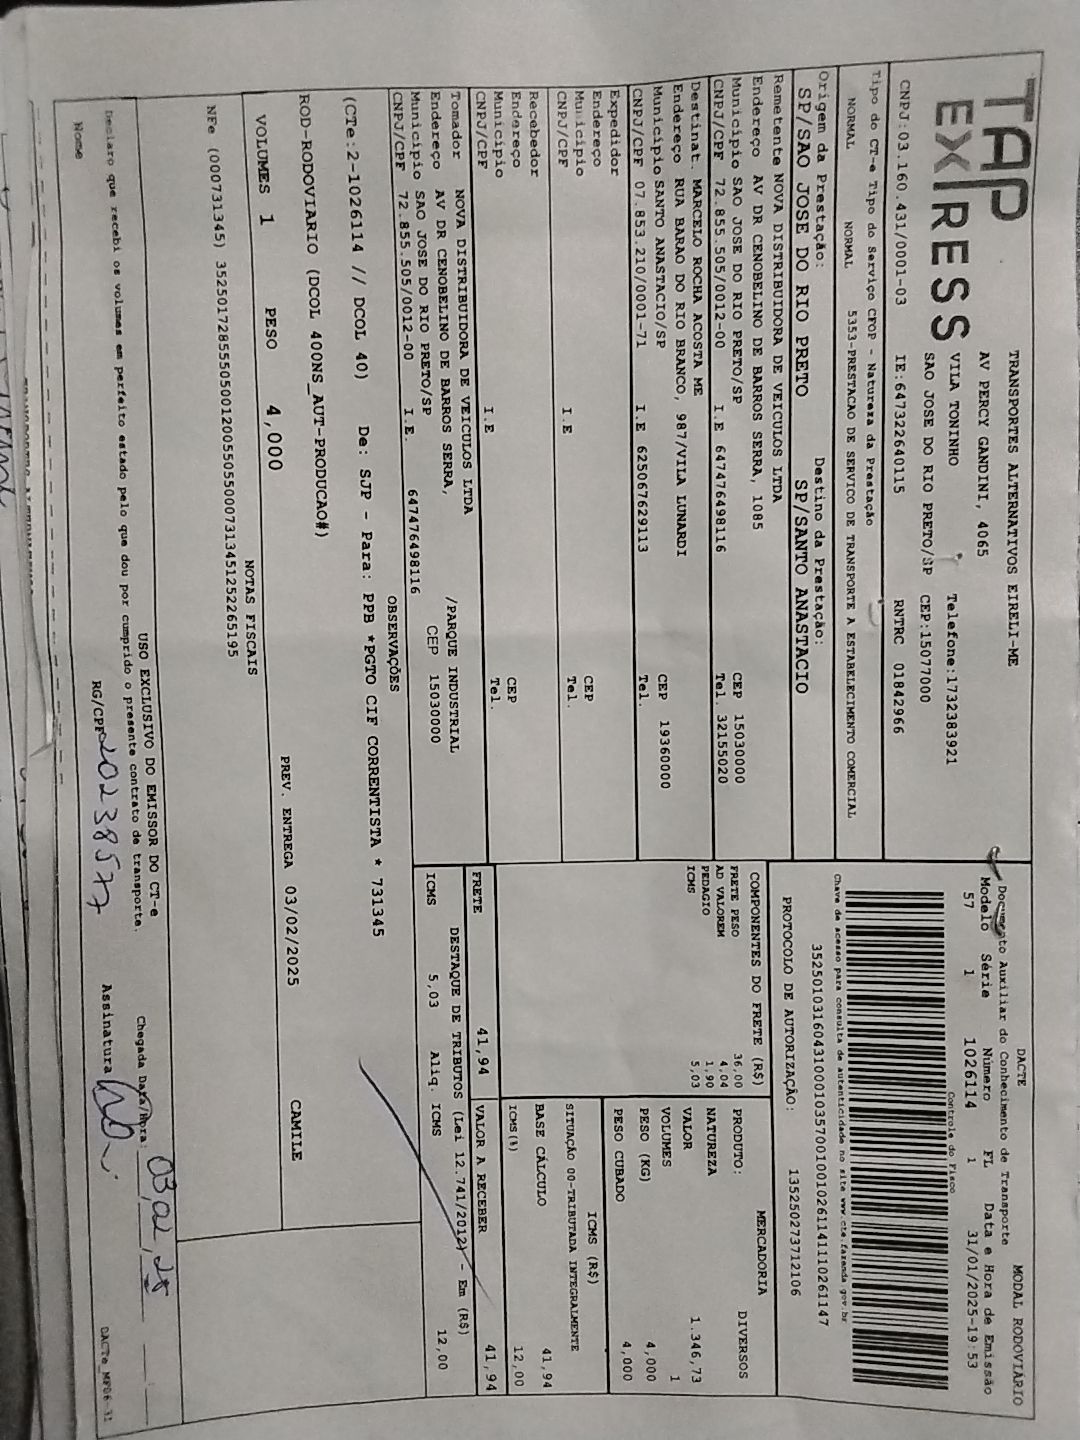 TAP
EXPRESS
TRANSPORTES ALTERNATIVOS EIRELI-ME
AV PERCY GANDINI, 4065
VILA TONINHO Telefone:1732383921
SAO JOSE DO RIO PRETO/SP CEP:15077000
CNPJ:03.160.431/0001-03 IE:647322640115 RNTRC 01842966
DACTE MODAL RODOVIÁRIO
Documento Auxiliar do Conhecimento de Transporte
Modelo Série Número FL Data e Hora de Emissão
57 1 1026114 1 31/01/2025-19:53
Controle do Fisco
Chave de acesso para consulta de autenticidade no site www.cte.fazenda.gov.br
PROTOCOLO DE AUTORIZAÇÃO: 135250273712106
Tipo do CT-e Tipo do Serviço CFOP - Natureza da Prestação
NORMAL NORMAL 5353-PRESTACAO DE SERVICO DE TRANSPORTE A ESTABELECIMENTO COMERCIAL
Origem da Prestação: Destino da Prestação:
SP/SAO JOSE DO RIO PRETO SP/SANTO ANASTACIO
Remetente NOVA DISTRIBUIDORA DE VEICULOS LTDA
Endereço AV DR CENOBELINO DE BARROS SERRA, 1085
Município SAO JOSE DO RIO PRETO/SP CEP 15030000
CNPJ/CPF 72.855.505/0012-00 I.E 647476498116 Tel. 32155020
Destinat. MARCELO ROCHA ACOSTA ME
Endereço RUA BARAO DO RIO BRANCO, 987/VILA LUNARDI
Município SANTO ANASTACIO/SP CEP 19360000
CNPJ/CPF 07.853.210/0001-71 I.E 625067629113 Tel.
Expedidor
Endereço
Município CEP
CNPJ/CPF I.E Tel.
Recebedor
Endereço
Município CEP
CNPJ/CPF I.E Tel.
Tomador NOVA DISTRIBUIDORA DE VEICULOS LTDA
Endereço AV DR CENOBELINO DE BARROS SERRA, /PARQUE INDUSTRIAL
Município SAO JOSE DO RIO PRETO/SP CEP 15030000
CNPJ/CPF 72.855.505/0012-00 I.E. 647476498116
COMPONENTES DO FRETE (R$)
FRETE PESO 36,00
AD VALOREM 4,04
PEDAGIO 1,90
ICMS 5,03
MERCADORIA
PRODUTO: DIVERSOS
NATUREZA
VALOR 1.346,73
VOLUMES 1
PESO (KG) 4,000
PESO CUBADO 4,000
ICMS (R$)
SITUAÇÃO 00-TRIBUTADA INTEGRALMENTE
BASE CÁLCULO 41,94
ICMS(%) 12,00
FRETE 41,94 VALOR A RECEBER 41,94
DESTAQUE DE TRIBUTOS (Lei 12.741/2012) - Em (R$)
ICMS 5,03 Aliq. ICMS 12,00
OBSERVAÇÕES
(CTe:2-1026114 // DCOL 40) De: SJP - Para: PPB *PGTO CIF CORRENTISTA * 731345
ROD-RODOVIARIO (DCOL 400NS_AUT-PRODUCAO#)
VOLUMES 1 PESO 4,000 PREV. ENTREGA 03/02/2025 CAMILE
NOTAS FISCAIS
USO EXCLUSIVO DO EMISSOR DO CT-e
Declaro que recebi os volumes em perfeito estado pelo que dou por cumprido o presente contrato de transporte.
Chegada Data/Hora: 03,02,25
Nome RG/CPF 20238577 Assinatura